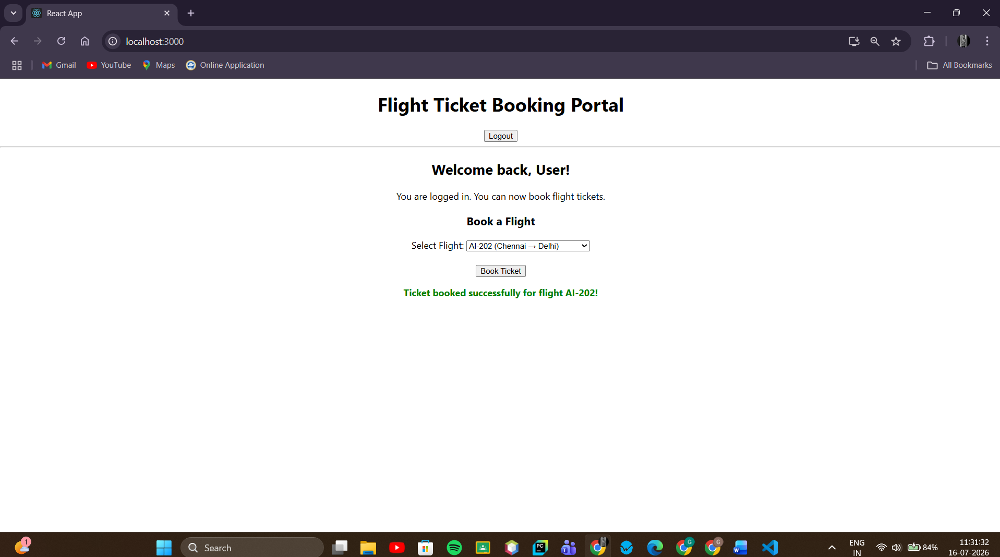 React App
localhost:3000
Gmail
YouTube
Maps
Online Application
All Bookmarks
Flight Ticket Booking Portal
Logout
Welcome back, User!
You are logged in. You can now book flight tickets.
Book a Flight
Select Flight: AI-202 (Chennai → Delhi)
Book Ticket
Ticket booked successfully for flight AI-202!
1
Search
PC
T
G
G
W
ENG
IN
84%
11:31:32
16-07-2026